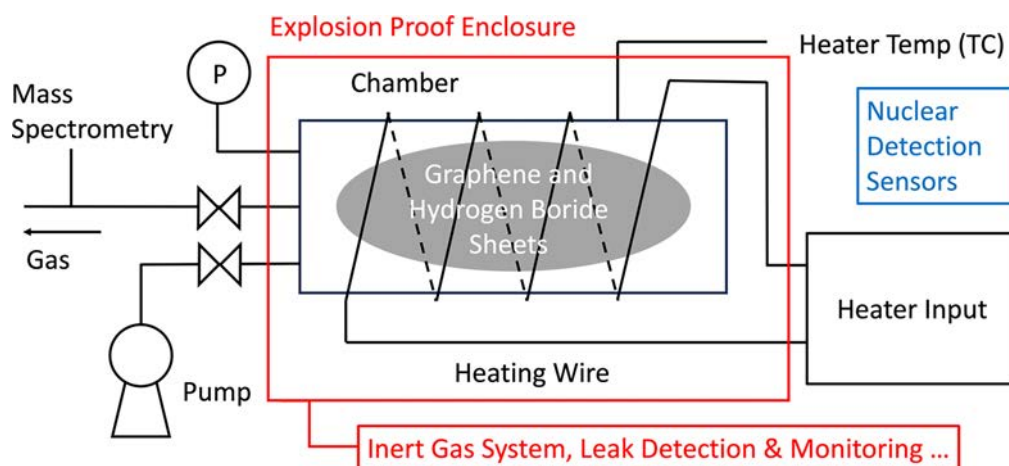 Explosion Proof Enclosure
P
Chamber
Heater Temp (TC)
Mass
Spectrometry
Nuclear
Detection
Sensors
Graphene and
Hydrogen Boride
Sheets
Gas
Heater Input
Pump
Heating Wire
Inert Gas System, Leak Detection & Monitoring ...